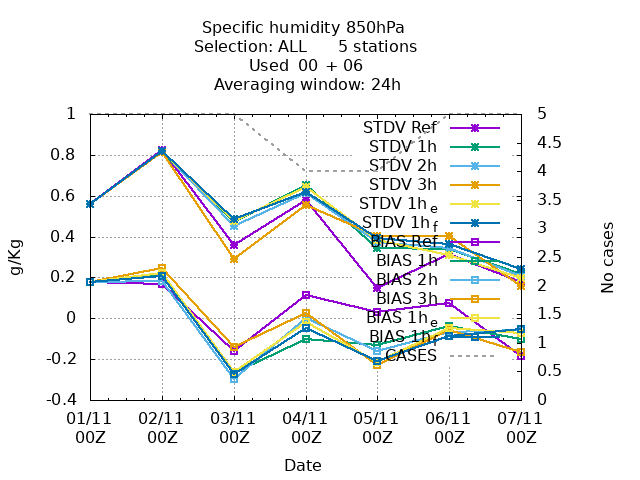 Specific humidity 850hPa
Selection: ALL 5 stations
Used 00 + 06
Averaging window: 24h
1
0.8
0.6
0.4
0.2
0
-0.2
-0.4
g/Kg
5
4.5
4
3.5
3
2.5
2
1.5
1
0.5
0
No cases
STDV Ref
STDV 1h
STDV 2h
STDV 3h
STDV 1h e
STDV 1h f
BIAS Ref
BIAS 1h
BIAS 2h
BIAS 3h
BIAS 1h e
BIAS 1h f
CASES
01/11 02/11 03/11 04/11 05/11 06/11 07/11
00Z 00Z 00Z 00Z 00Z 00Z 00Z
Date